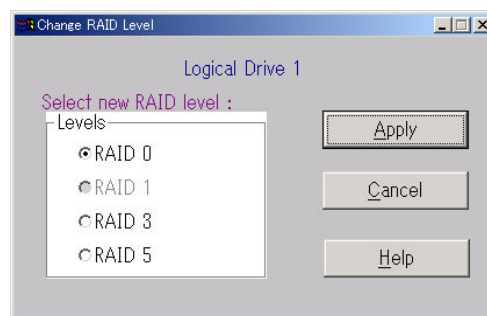 Change RAID Level
Logical Drive 1
Select new RAID level :
Levels
RAID 0
RAID 1
RAID 3
RAID 5
Apply
Cancel
Help